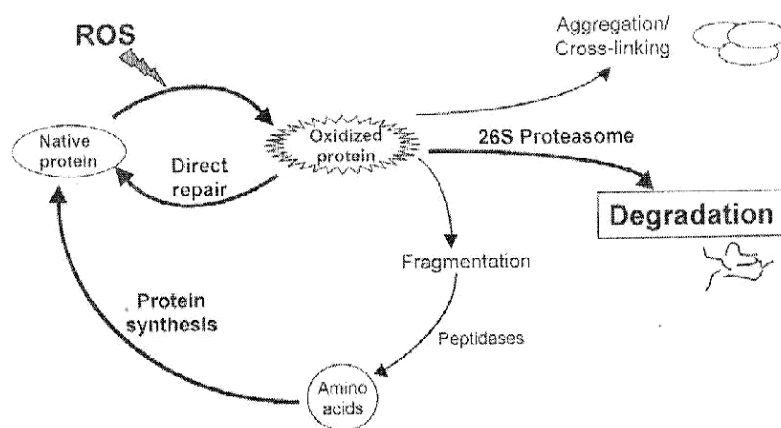 ROS
Aggregation/
Cross-linking
Native
protein
Oxidized
protein
26S Proteasome
Direct
repair
Degradation
Fragmentation
Protein
synthesis
Peptidases
Amino
acids